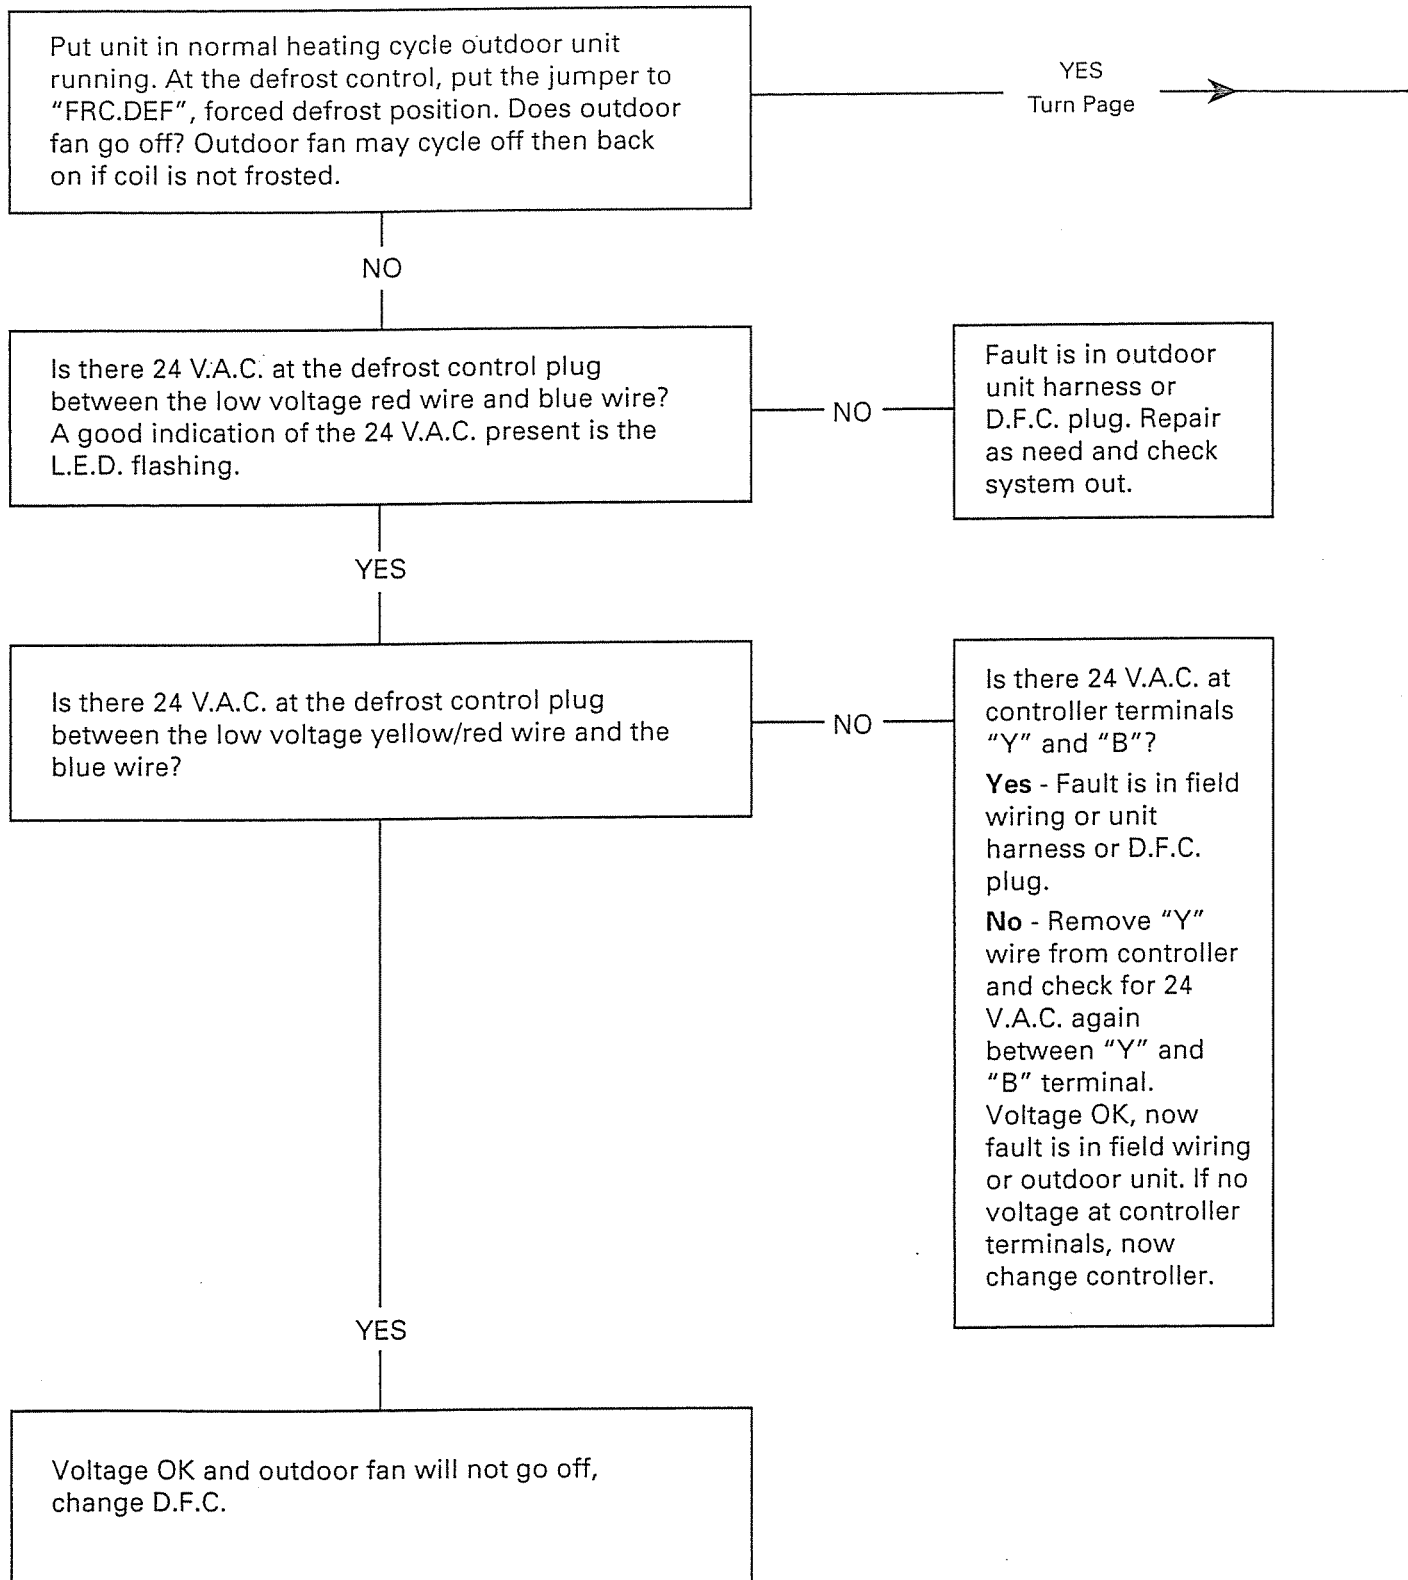 Put unit in normal heating cycle outdoor unit
running. At the defrost control, put the jumper to
"FRC.DEF", forced defrost position. Does outdoor
fan go off? Outdoor fan may cycle off then back
on if coil is not frosted.
YES
Turn Page
NO
Is there 24 V.A.C. at the defrost control plug
between the low voltage red wire and blue wire?
A good indication of the 24 V.A.C. present is the
L.E.D. flashing.
NO
Fault is in outdoor
unit harness or
D.F.C. plug. Repair
as need and check
system out.
YES
Is there 24 V.A.C. at the defrost control plug
between the low voltage yellow/red wire and the
blue wire?
NO
Is there 24 V.A.C. at
controller terminals
"Y" and "B"?
Yes - Fault is in field
wiring or unit
harness or D.F.C.
plug.
No - Remove "Y"
wire from controller
and check for 24
V.A.C. again
between "Y" and
"B" terminal.
Voltage OK, now
fault is in field wiring
or outdoor unit. If no
voltage at controller
terminals, now
change controller.
YES
Voltage OK and outdoor fan will not go off,
change D.F.C.